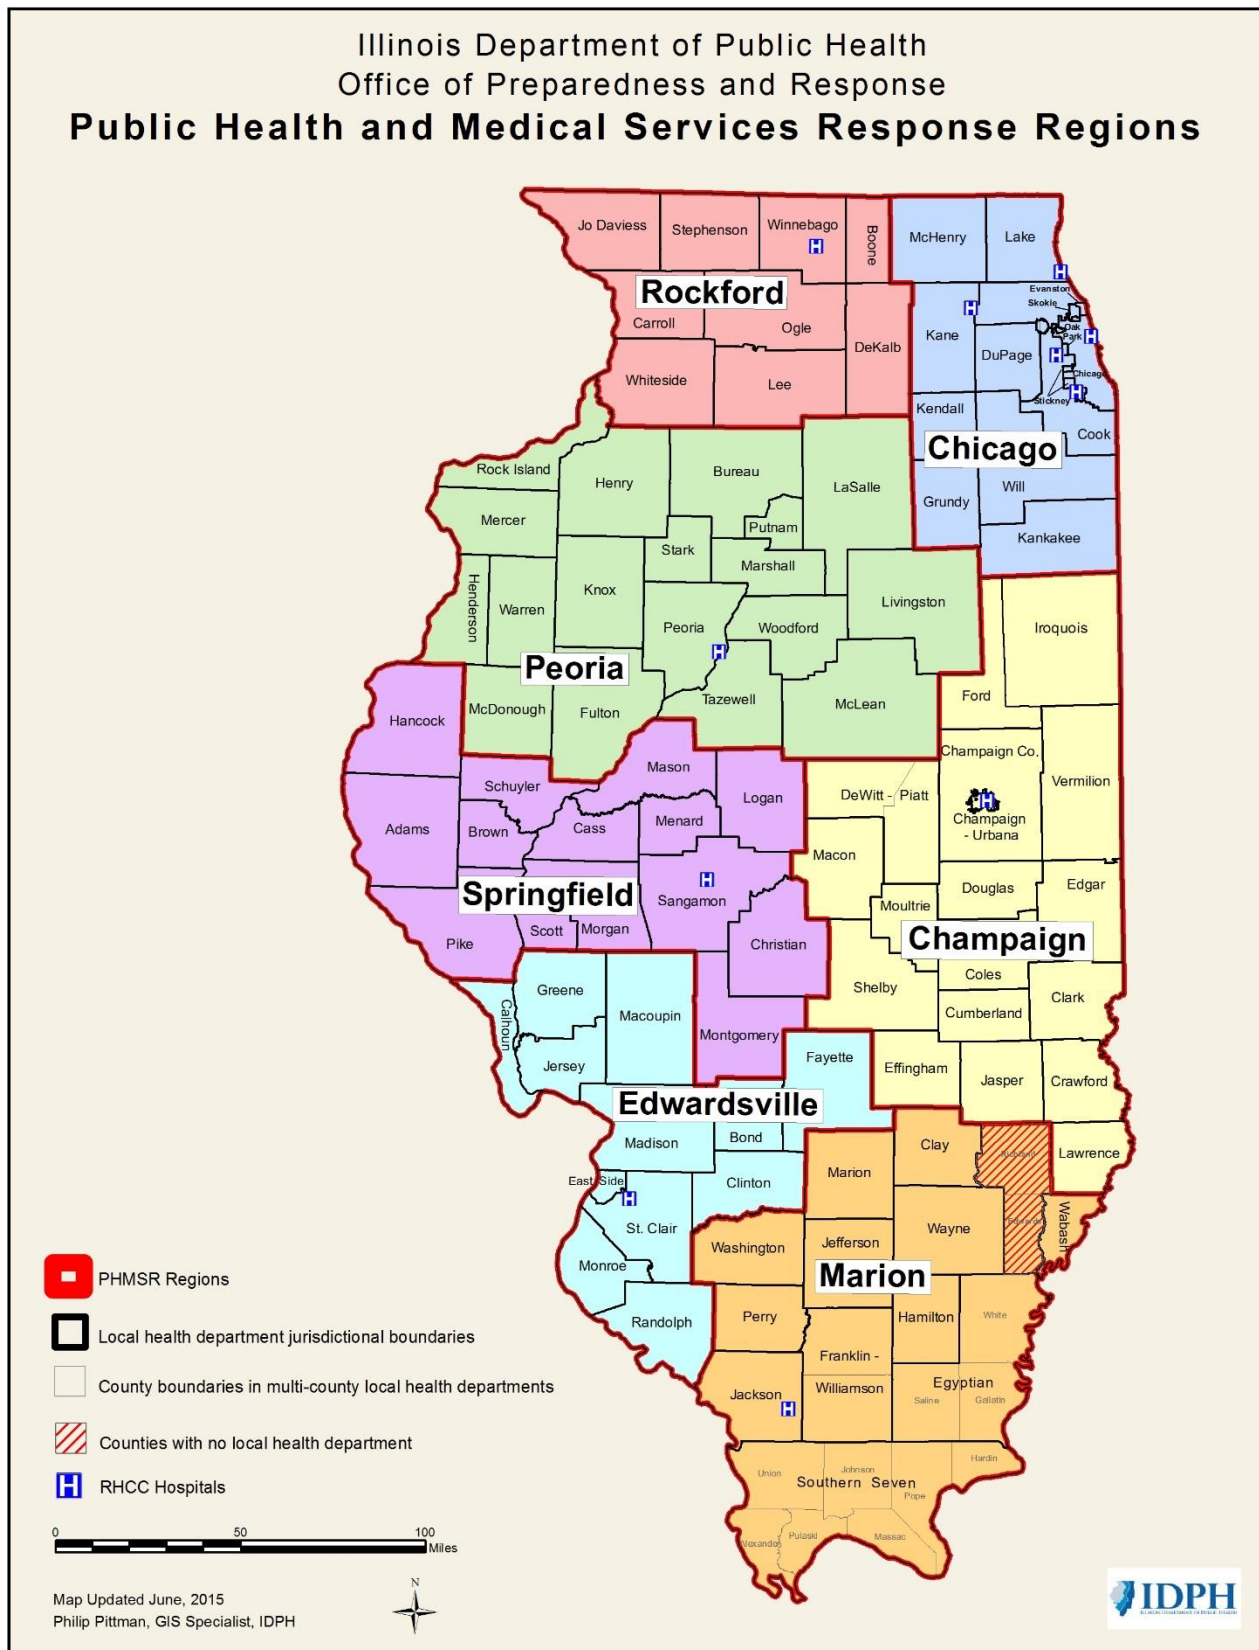 Illinois Department of Public Health
Office of Preparedness and Response
Public Health and Medical Services Response Regions
Jo Daviess
Stephenson
Winnebago
H
Boone
McHenry
Lake
H
Rockford
Carroll
Ogle
DeKalb
Whiteside
Lee
Evanston
Skokie
H
Kane
Oak
Park
H
DuPage
H
Chicago
H
Stickney
Kendall
Cook
Chicago
Will
Grundy
Kankakee
Rock Island
Henry
Bureau
LaSalle
Mercer
Putnam
Stark
Marshall
Henderson
Warren
Knox
Livingston
Peoria
Woodford
H
Peoria
McDonough
Fulton
Tazewell
McLean
Iroquois
Ford
Hancock
Mason
Schuyler
Logan
Champaign Co.
Vermilion
DeWitt - Piatt
H
Champaign
- Urbana
Adams
Brown
Cass
Menard
Macon
H
Springfield
Sangamon
Douglas
Edgar
Moultrie
Scott
Morgan
Pike
Christian
Champaign
Coles
Shelby
Clark
Cumberland
Greene
Calhoun
Macoupin
Montgomery
Jersey
Fayette
Effingham
Jasper
Crawford
Edwardsville
Madison
Bond
Clay
Richland
Lawrence
Marion
East Side
H
Clinton
St. Clair
Wayne
Edwards
Wabash
Washington
Jefferson
Monroe
Marion
Randolph
Perry
Hamilton
White
Franklin -
Williamson
Jackson
H
Egyptian
Saline
Gallatin
Union
Johnson
Hardin
Southern Seven
Pope
Alexander
Pulaski
Massac
PHMSR Regions
Local health department jurisdictional boundaries
County boundaries in multi-county local health departments
Counties with no local health department
H RHCC Hospitals
0 50 100
Miles
N
Map Updated June, 2015
Philip Pittman, GIS Specialist, IDPH
IDPH
ILLINOIS DEPARTMENT OF PUBLIC HEALTH